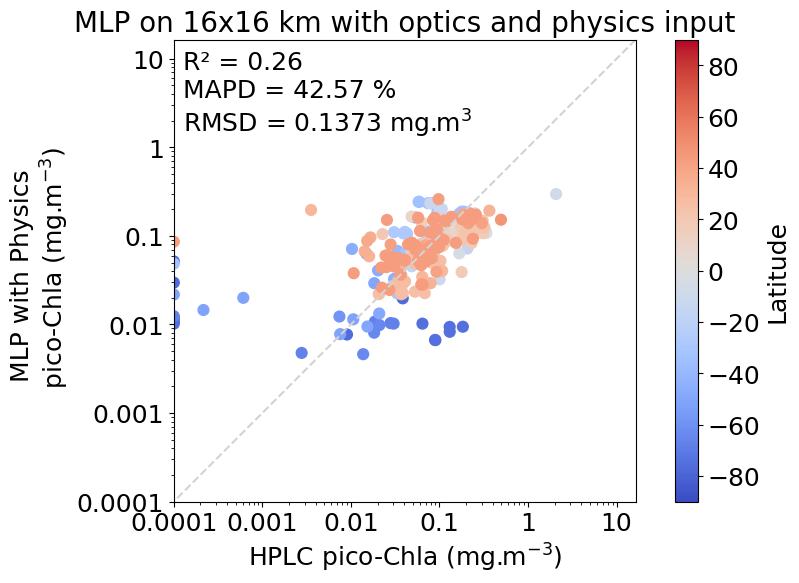 MLP on 16x16 km with optics and physics input
R² = 0.26
MAPD = 42.57 %
RMSD = 0.1373 mg.m³
10
1
0.1
0.01
0.001
0.0001
MLP with Physics
pico-Chla (mg.m⁻³)
0.0001
0.001
0.01
0.1
1
10
HPLC pico-Chla (mg.m⁻³)
80
60
40
20
0
−20
−40
−60
−80
Latitude